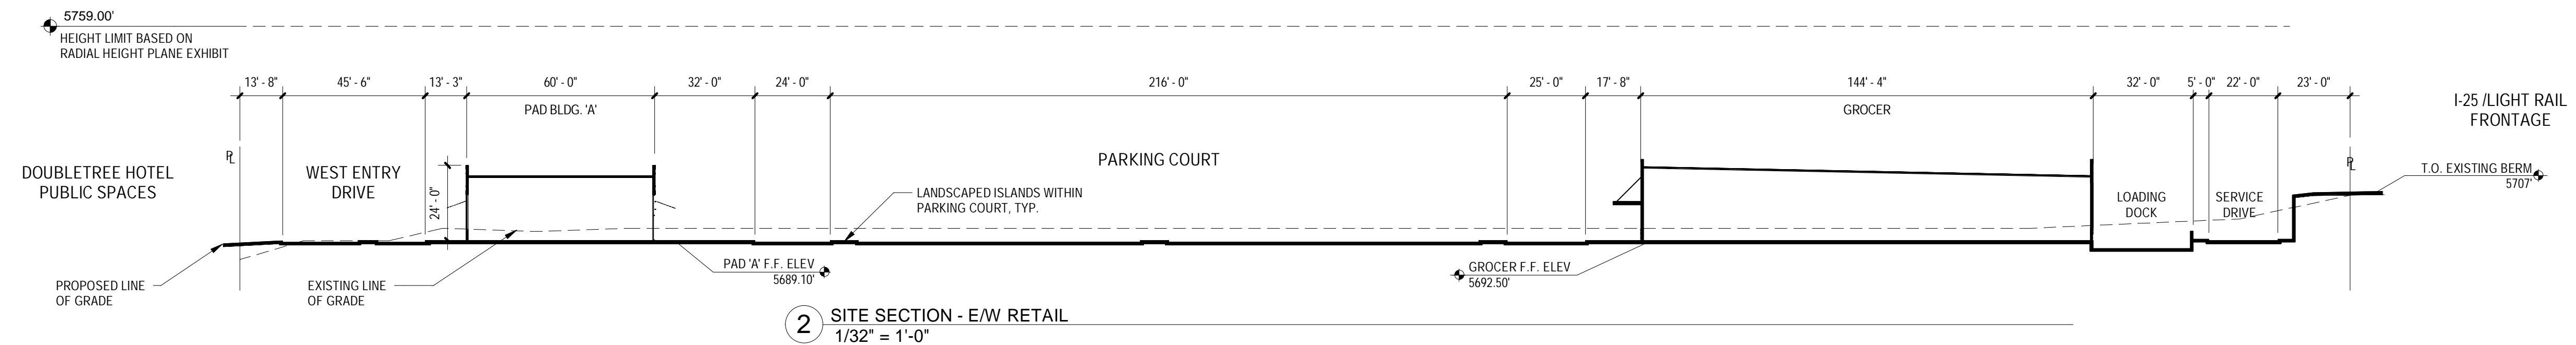 5759.00'
HEIGHT LIMIT BASED ON
RADIAL HEIGHT PLANE EXHIBIT
13' - 8"
45' - 6"
13' - 3"
60' - 0"
32' - 0"
24' - 0"
216' - 0"
25' - 0"
17' - 8"
144' - 4"
32' - 0"
5' - 0"
22' - 0"
23' - 0"
PAD BLDG. 'A'
GROCER
I-25 /LIGHT RAIL
FRONTAGE
PL
PL
DOUBLETREE HOTEL
PUBLIC SPACES
WEST ENTRY
DRIVE
24' - 0"
PARKING COURT
LANDSCAPED ISLANDS WITHIN
PARKING COURT, TYP.
LOADING
DOCK
SERVICE
DRIVE
T.O. EXISTING BERM
5707'
PROPOSED LINE
OF GRADE
EXISTING LINE
OF GRADE
PAD 'A' F.F. ELEV
5689.10'
GROCER F.F. ELEV
5692.50'
2
SITE SECTION - E/W RETAIL
1/32" = 1'-0"